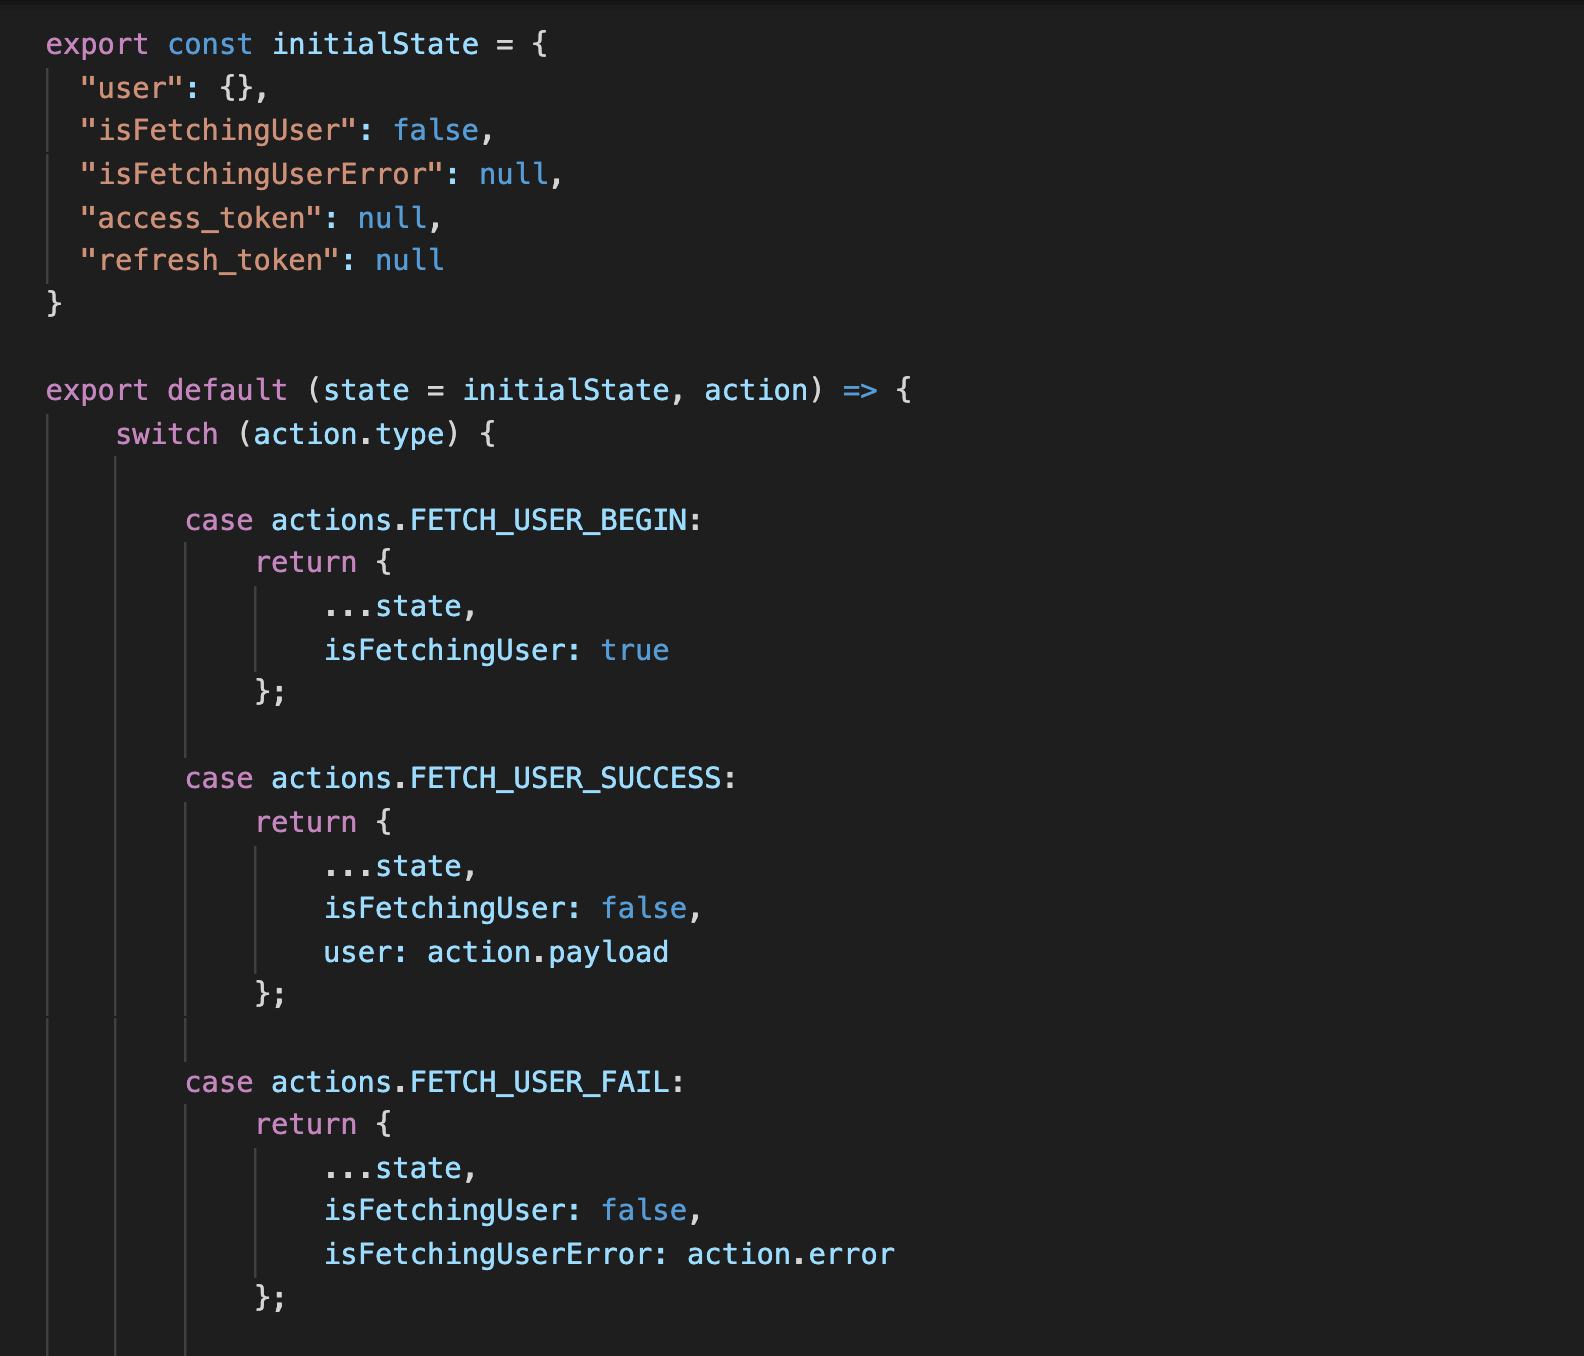 export const initialState = {
  "user": {},
  "isFetchingUser": false,
  "isFetchingUserError": null,
  "access_token": null,
  "refresh_token": null
}

export default (state = initialState, action) => {
    switch (action.type) {

        case actions.FETCH_USER_BEGIN:
            return {
                ...state,
                isFetchingUser: true
            };

        case actions.FETCH_USER_SUCCESS:
            return {
                ...state,
                isFetchingUser: false,
                user: action.payload
            };

        case actions.FETCH_USER_FAIL:
            return {
                ...state,
                isFetchingUser: false,
                isFetchingUserError: action.error
            };